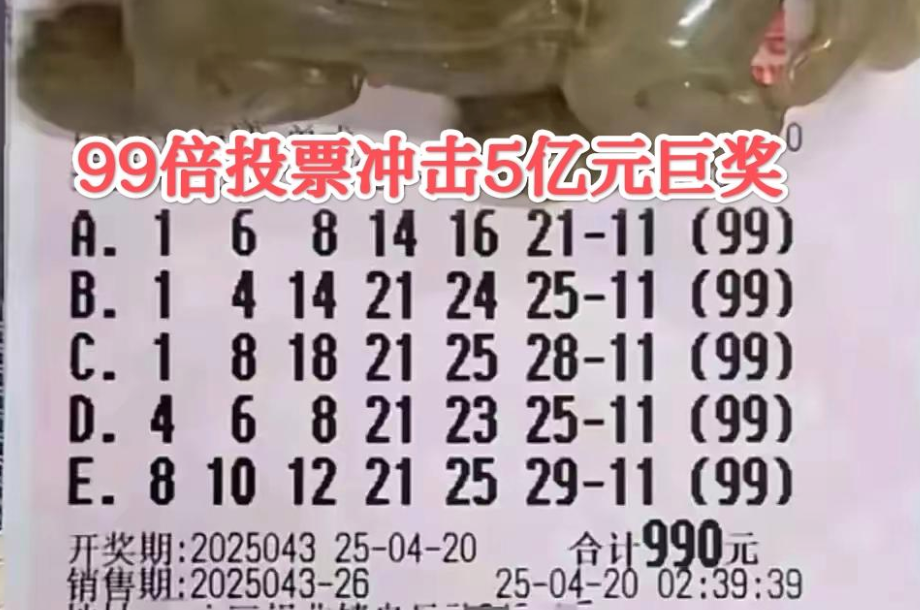 99倍投票冲击5亿元巨奖
A. 1 6 8 14 16 21-11 (99)
B. 1 4 14 21 24 25-11 (99)
C. 1 8 18 21 25 28-11 (99)
D. 4 6 8 21 23 25-11 (99)
E. 8 10 12 21 25 29-11 (99)
开奖期:2025043 25-04-20 合计990元
销售期:2025043-26 25-04-20 02:39:39